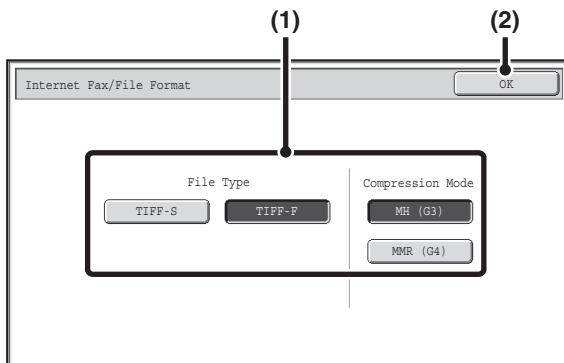 (1) (2)
Internet Fax/File Format OK
File Type Compression Mode
TIFF-S TIFF-F MH (G3)
MMR (G4)